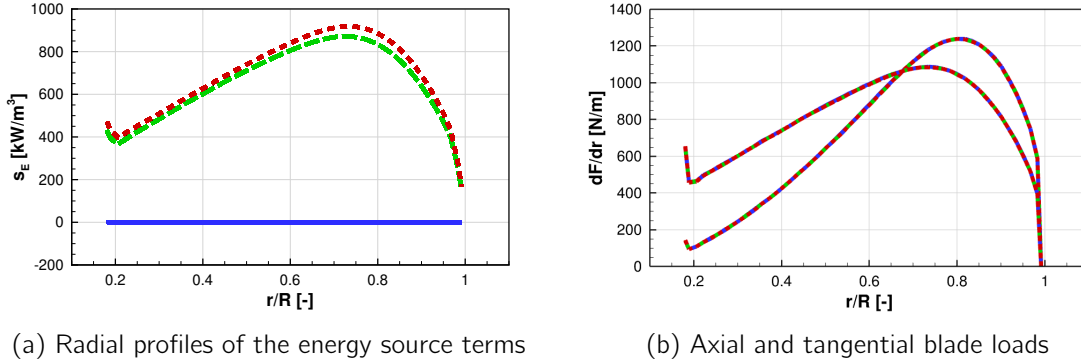 1000
800
600
400
200
0
-200
s_E [kW/m³]
0.2 0.4 0.6 0.8 1
r/R [-]
(a) Radial profiles of the energy source terms
1400
1200
1000
800
600
400
200
0
dF/dr [N/m]
0.2 0.4 0.6 0.8 1
r/R [-]
(b) Axial and tangential blade loads